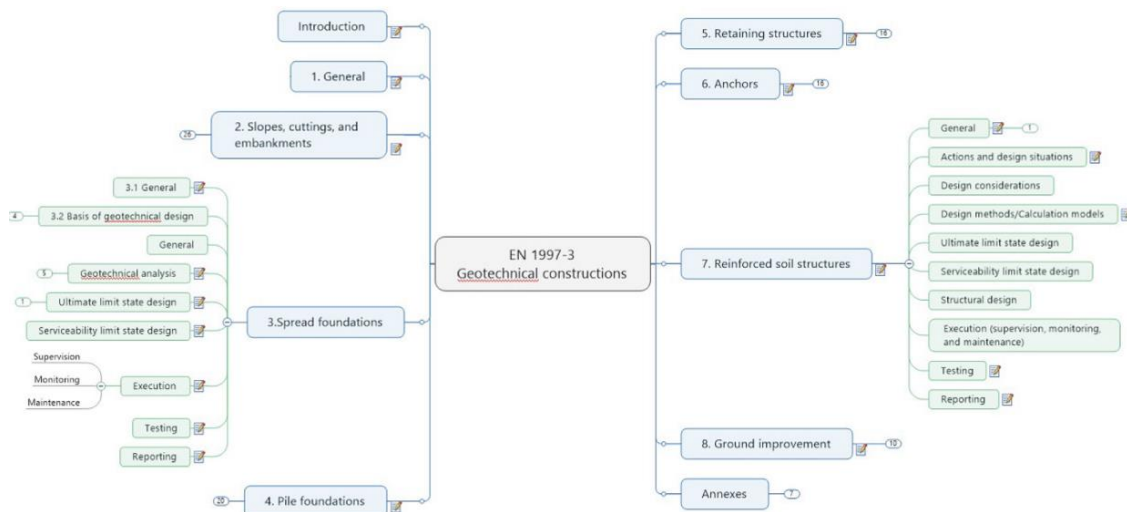 Introduction
1. General
2. Slopes, cuttings, and
embankments
26
3.1 General
3.2 Basis of geotechnical design
4
General
Geotechnical analysis
5
Ultimate limit state design
1
Serviceability limit state design
3.Spread foundations
Supervision
Monitoring
Maintenance
Execution
Testing
Reporting
4. Pile foundations
20
EN 1997-3
Geotechnical constructions
5. Retaining structures
16
6. Anchors
16
7. Reinforced soil structures
General
1
Actions and design situations
Design considerations
Design methods/Calculation models
Ultimate limit state design
Serviceability limit state design
Structural design
Execution (supervision, monitoring,
and maintenance)
Testing
Reporting
8. Ground improvement
10
Annexes
7